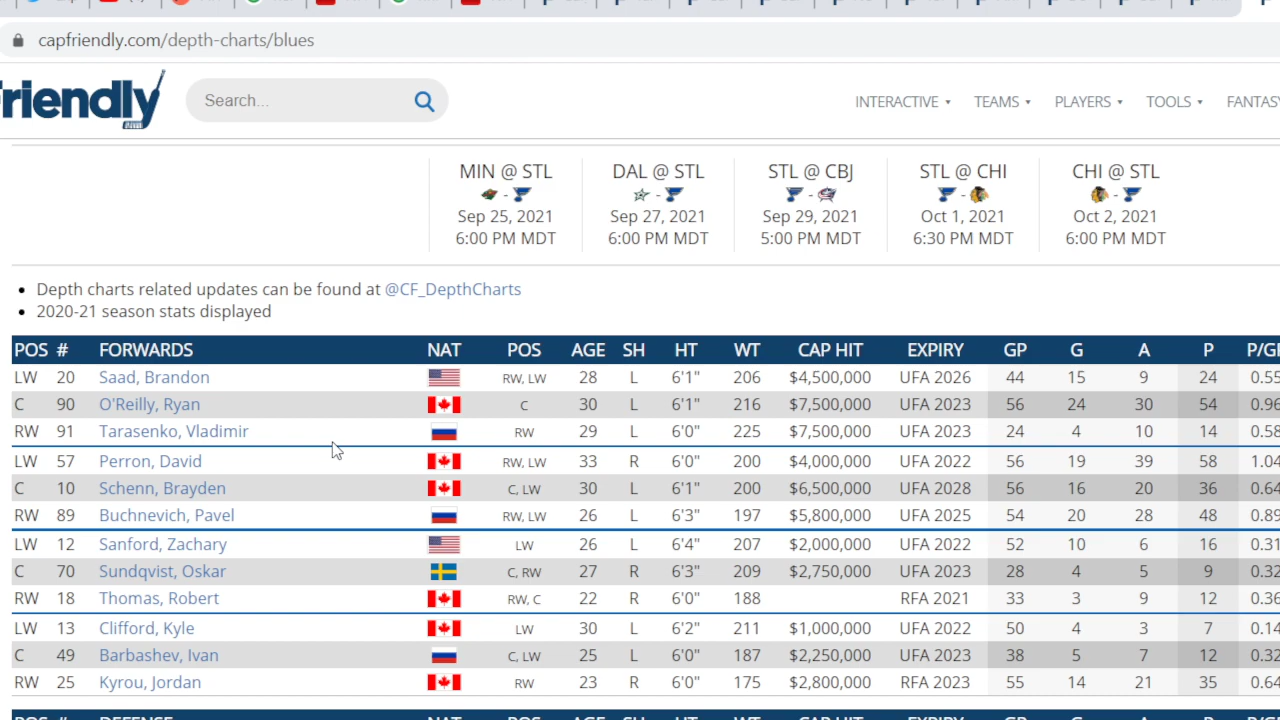 capfriendly.com/depth-charts/blues
friendly
Search...
INTERACTIVE TEAMS PLAYERS TOOLS FANTASY
MIN @ STL DAL @ STL STL @ CBJ STL @ CHI CHI @ STL
- - - - -
Sep 25, 2021 Sep 27, 2021 Sep 29, 2021 Oct 1, 2021 Oct 2, 2021
6:00 PM MDT 6:00 PM MDT 5:00 PM MDT 6:30 PM MDT 6:00 PM MDT
• Depth charts related updates can be found at @CF_DepthCharts
• 2020-21 season stats displayed
POS # FORWARDS NAT POS AGE SH HT WT CAP HIT EXPIRY GP G A P P/G
LW 20 Saad, Brandon RW, LW 28 L 6'1" 206 $4,500,000 UFA 2026 44 15 9 24 0.55
C 90 O'Reilly, Ryan C 30 L 6'1" 216 $7,500,000 UFA 2023 56 24 30 54 0.96
RW 91 Tarasenko, Vladimir RW 29 L 6'0" 225 $7,500,000 UFA 2023 24 4 10 14 0.58
LW 57 Perron, David RW, LW 33 R 6'0" 200 $4,000,000 UFA 2022 56 19 39 58 1.04
C 10 Schenn, Brayden C, LW 30 L 6'1" 200 $6,500,000 UFA 2028 56 16 20 36 0.64
RW 89 Buchnevich, Pavel RW, LW 26 L 6'3" 197 $5,800,000 UFA 2025 54 20 28 48 0.89
LW 12 Sanford, Zachary LW 26 L 6'4" 207 $2,000,000 UFA 2022 52 10 6 16 0.31
C 70 Sundqvist, Oskar C, RW 27 R 6'3" 209 $2,750,000 UFA 2023 28 4 5 9 0.32
RW 18 Thomas, Robert RW, C 22 R 6'0" 188 RFA 2021 33 3 9 12 0.36
LW 13 Clifford, Kyle LW 30 L 6'2" 211 $1,000,000 UFA 2022 50 4 3 7 0.14
C 49 Barbashev, Ivan C, LW 25 L 6'0" 187 $2,250,000 UFA 2023 38 5 7 12 0.32
RW 25 Kyrou, Jordan RW 23 R 6'0" 175 $2,800,000 RFA 2023 55 14 21 35 0.64
POS # DEFENSE NAT POS AGE SH HT WT CAP HIT EXPIRY GP G A P